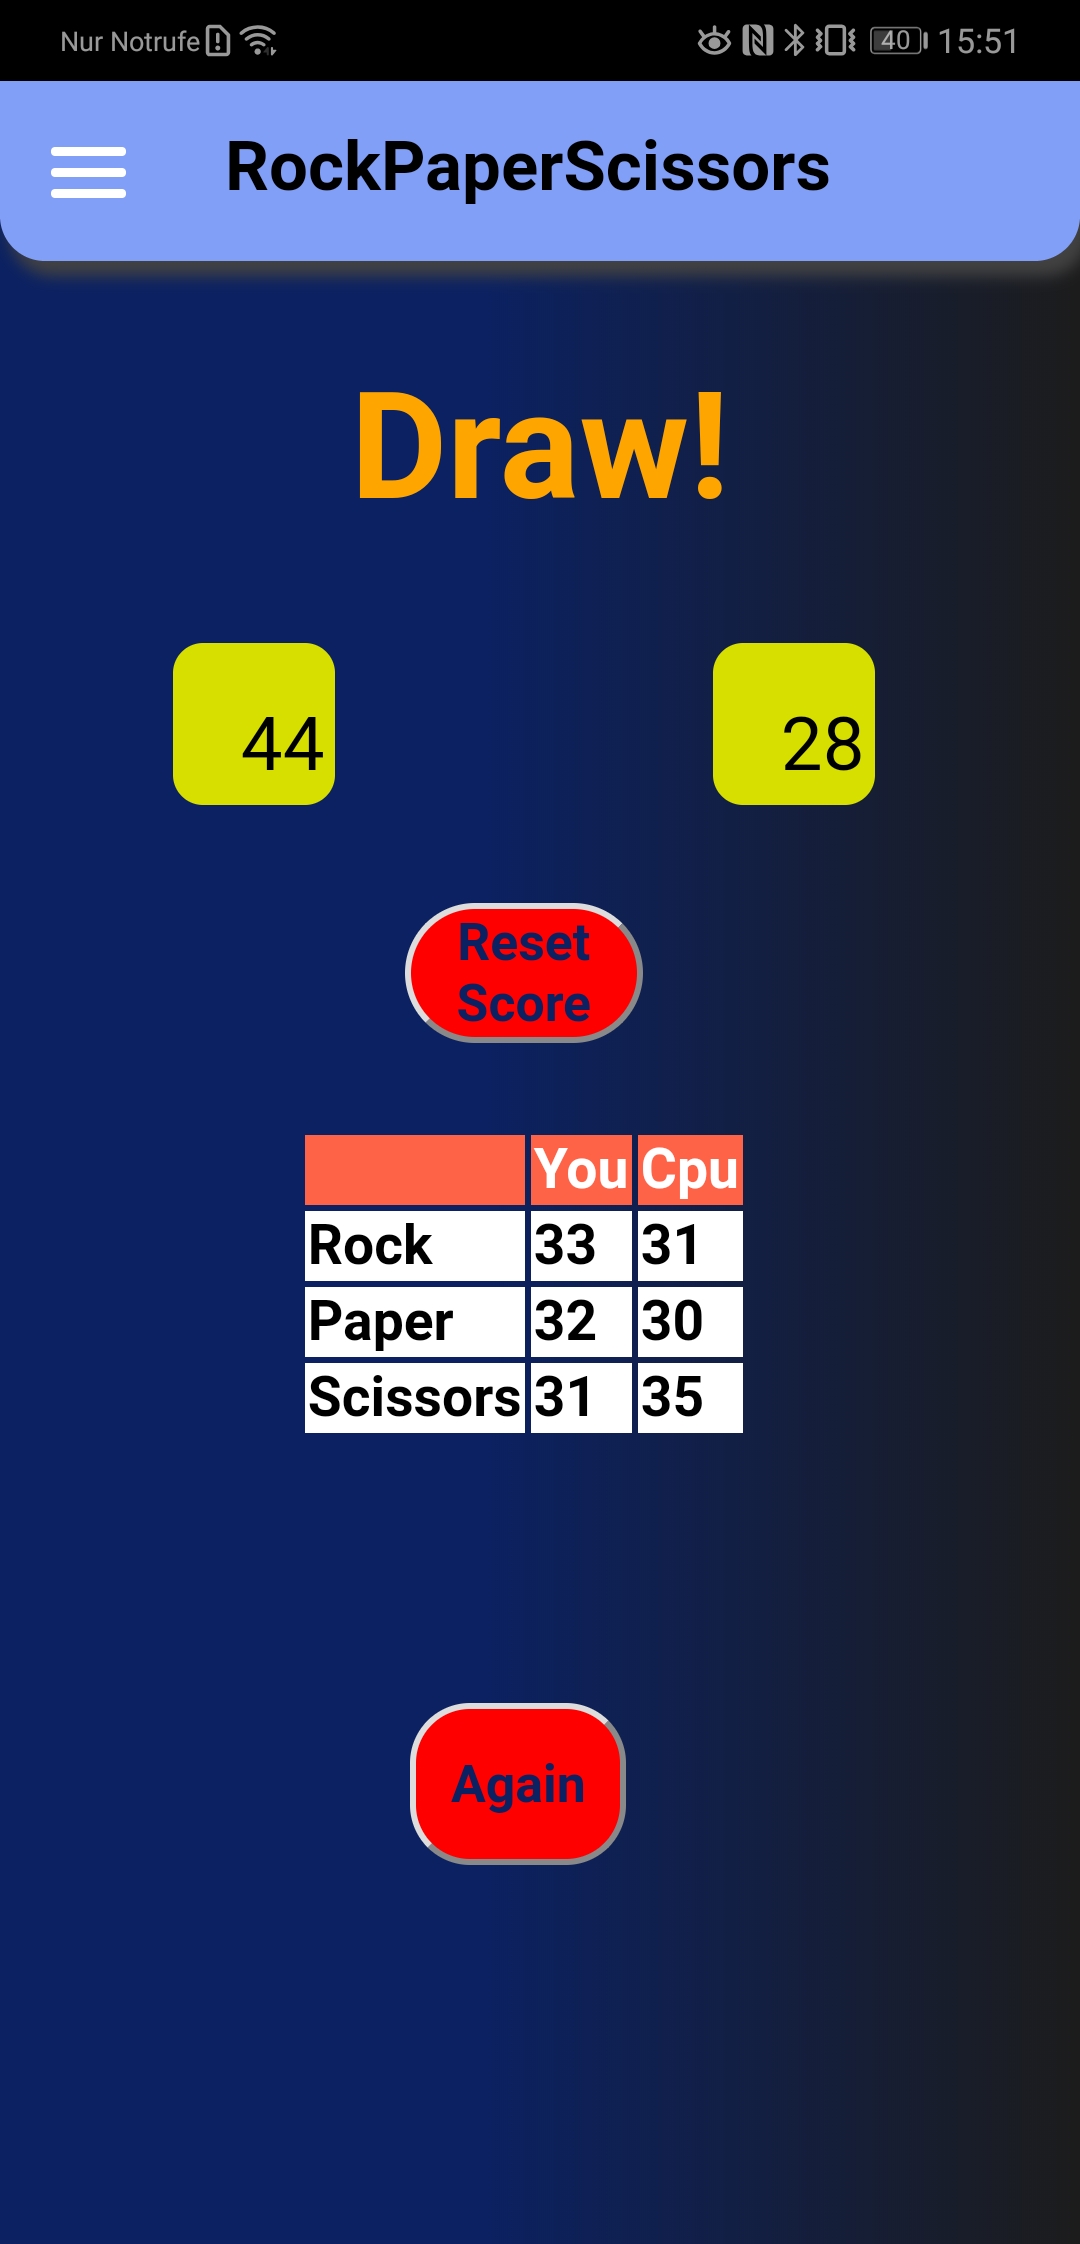 Nur Notrufe 40 15:51
RockPaperScissors
Draw!
44 28
Reset
Score
You Cpu
Rock 33 31
Paper 32 30
Scissors 31 35
Again